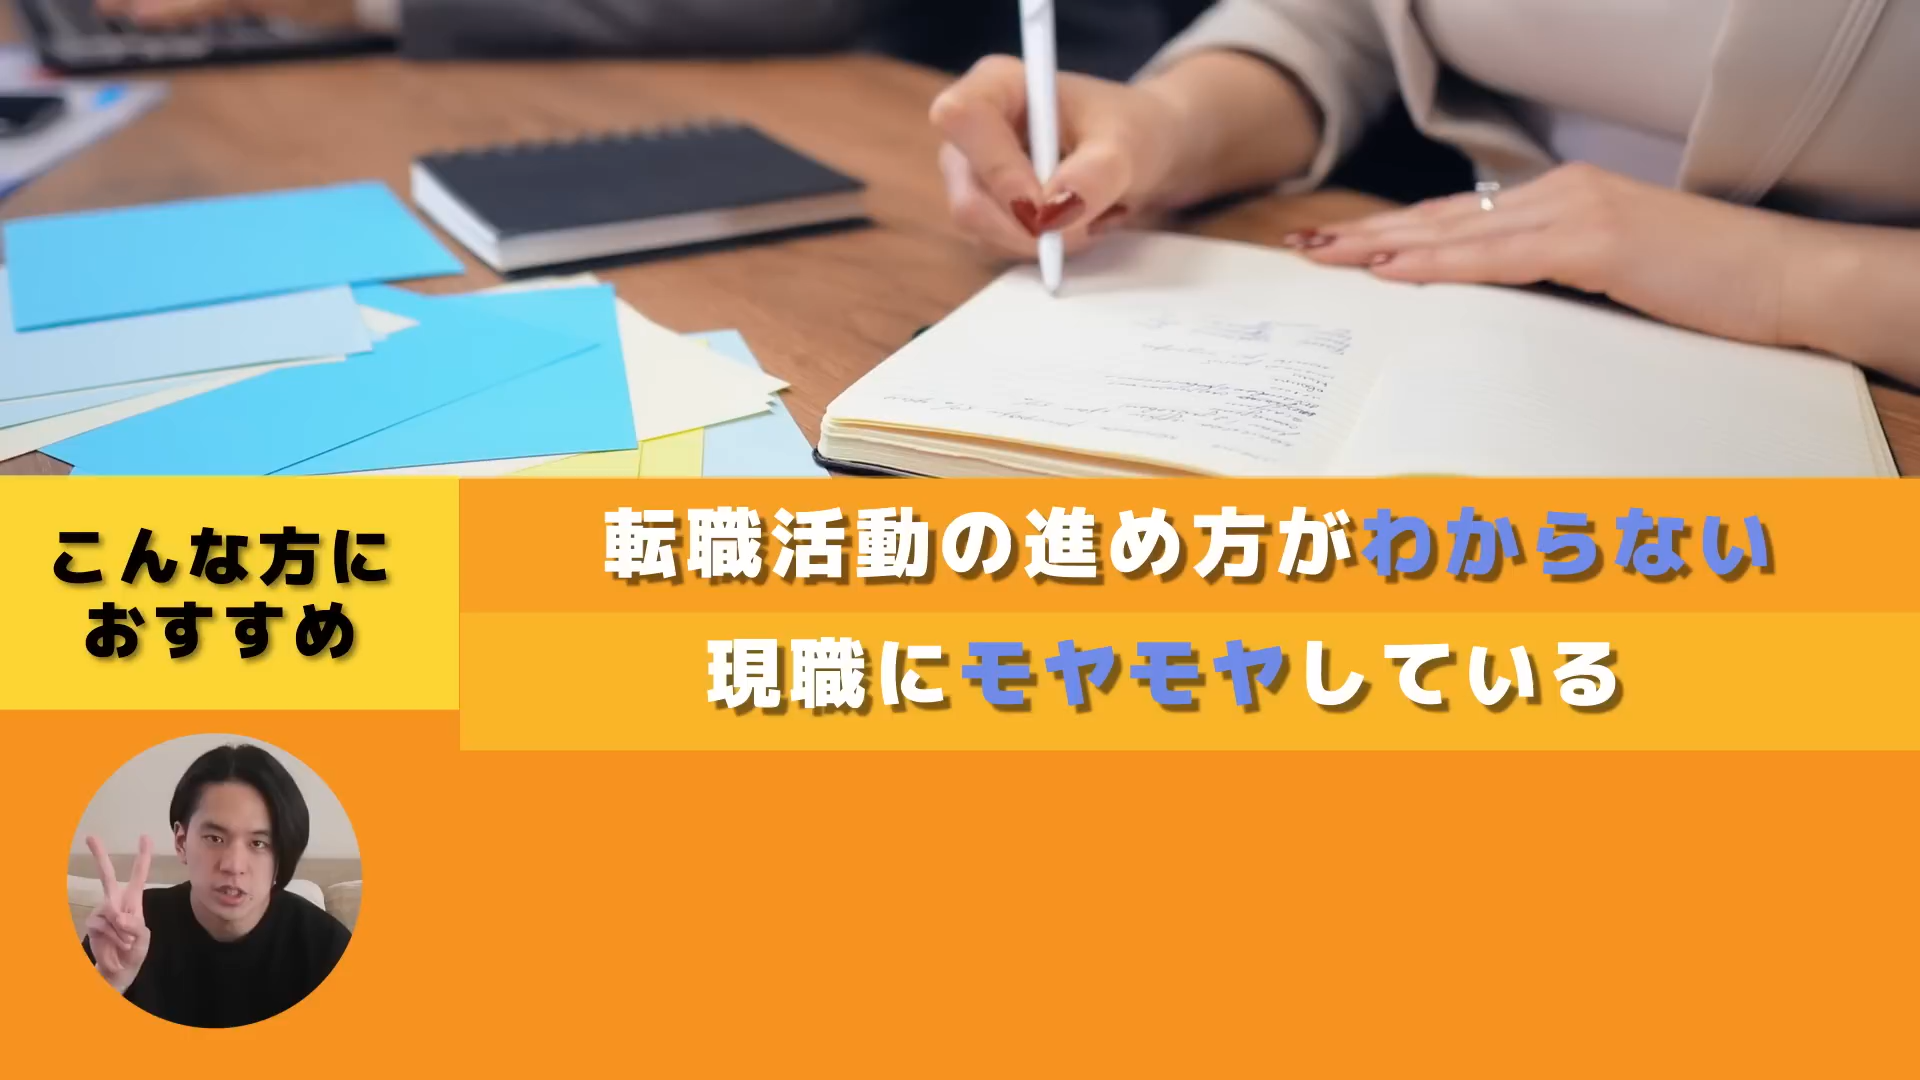 こんな方に
おすすめ
転職活動の進め方がわからない
現職にモヤモヤしている